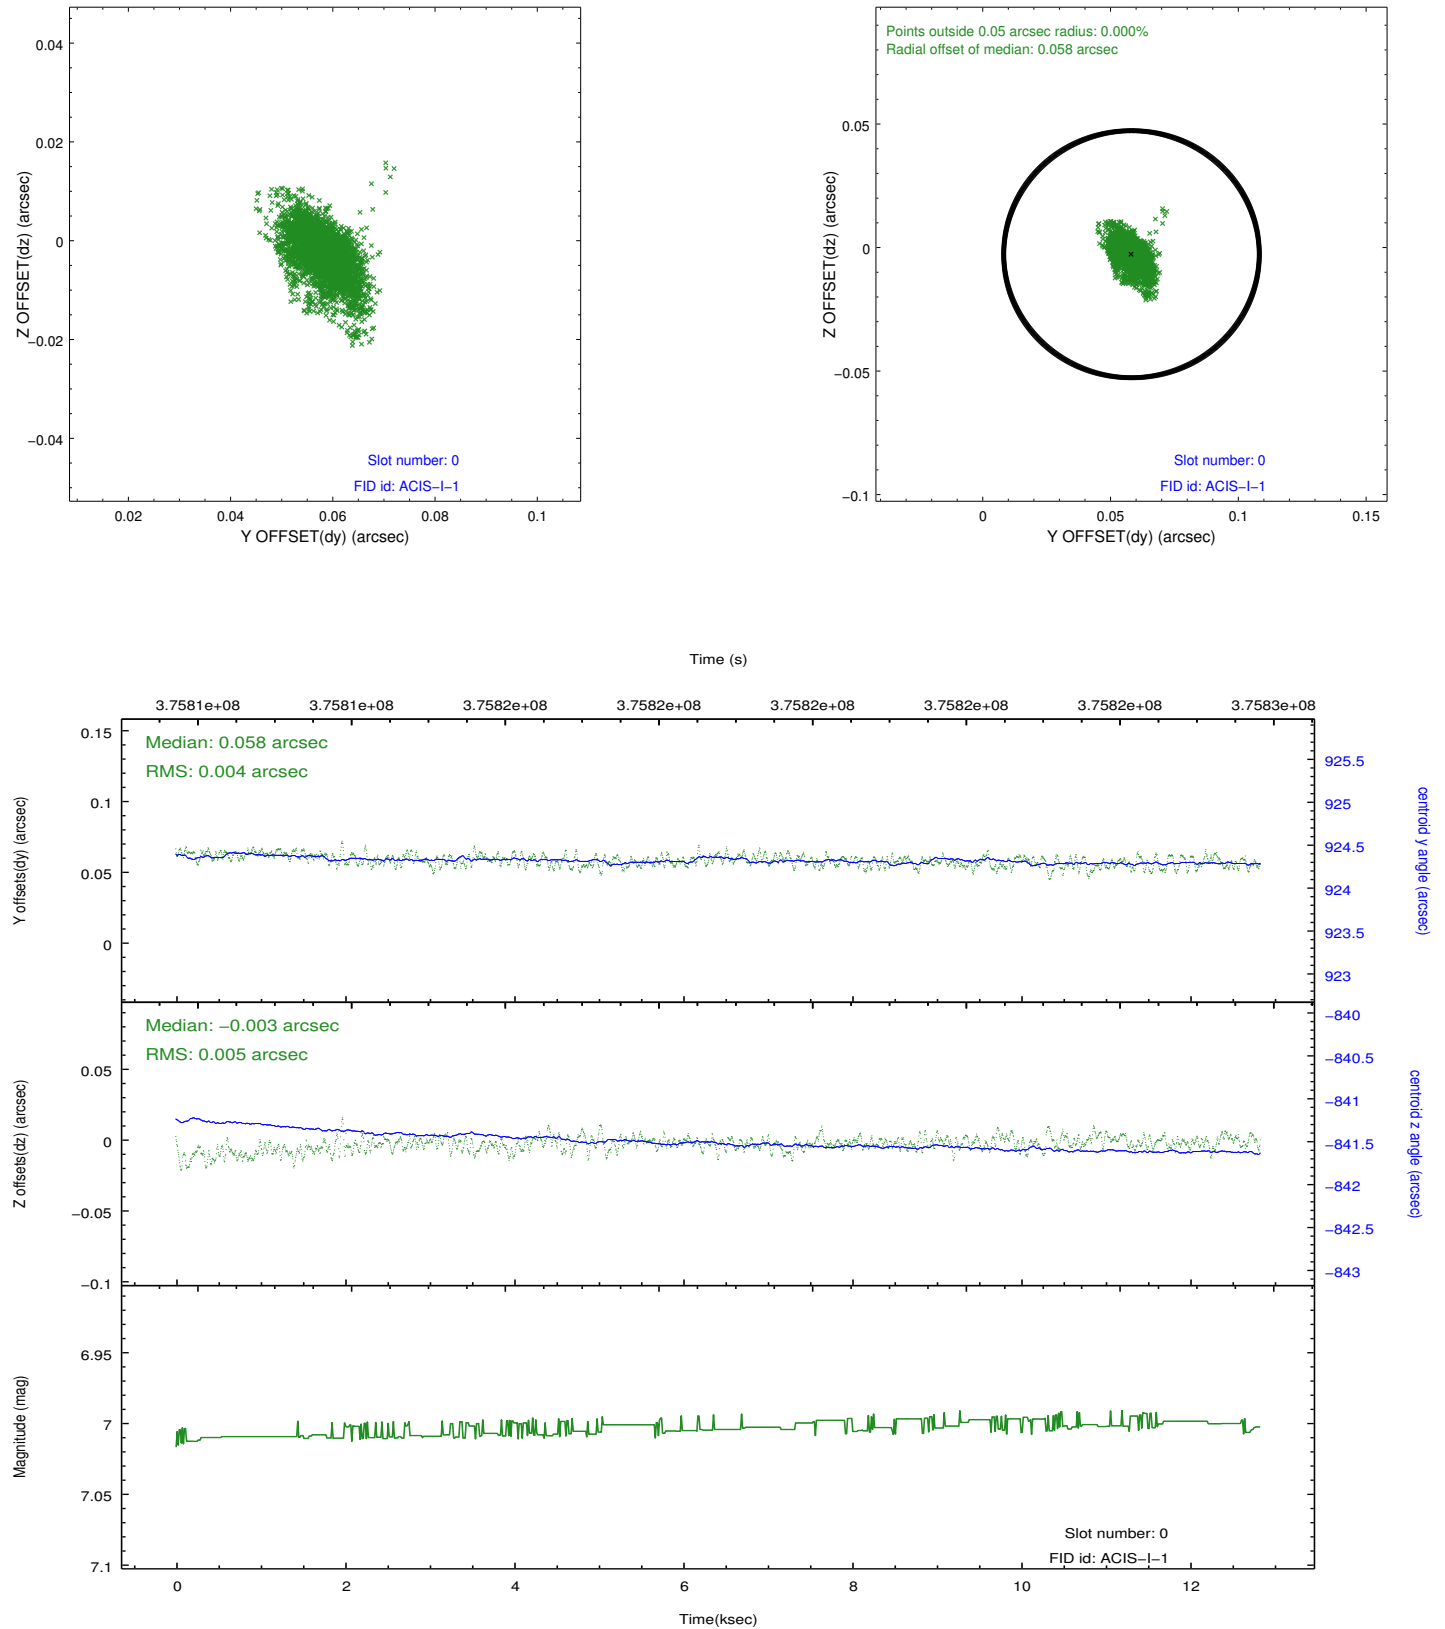 0.04
0.02
0
−0.02
−0.04
Z OFFSET(dz) (arcsec)
Slot number: 0
FID id: ACIS−I−1
0.02 0.04 0.06 0.08 0.1
Y OFFSET(dy) (arcsec)
Points outside 0.05 arcsec radius: 0.000%
Radial offset of median: 0.058 arcsec
0.05
0
−0.05
−0.1
Z OFFSET(dz) (arcsec)
Slot number: 0
FID id: ACIS−I−1
0 0.05 0.1 0.15
Y OFFSET(dy) (arcsec)
Time (s)
3.7581e+08 3.7581e+08 3.7582e+08 3.7582e+08 3.7582e+08 3.7582e+08 3.7582e+08 3.7583e+08
Median: 0.058 arcsec
RMS: 0.004 arcsec
0.15
0.1
0.05
0
Y offsets(dy) (arcsec)
925.5
925
924.5
924
923.5
923
centroid y angle (arcsec)
Median: −0.003 arcsec
RMS: 0.005 arcsec
0.05
0
−0.05
−0.1
Z offsets(dz) (arcsec)
−840
−840.5
−841
−841.5
−842
−842.5
−843
centroid z angle (arcsec)
6.95
7
7.05
7.1
Magnitude (mag)
Slot number: 0
FID id: ACIS−I−1
0 2 4 6 8 10 12
Time(ksec)